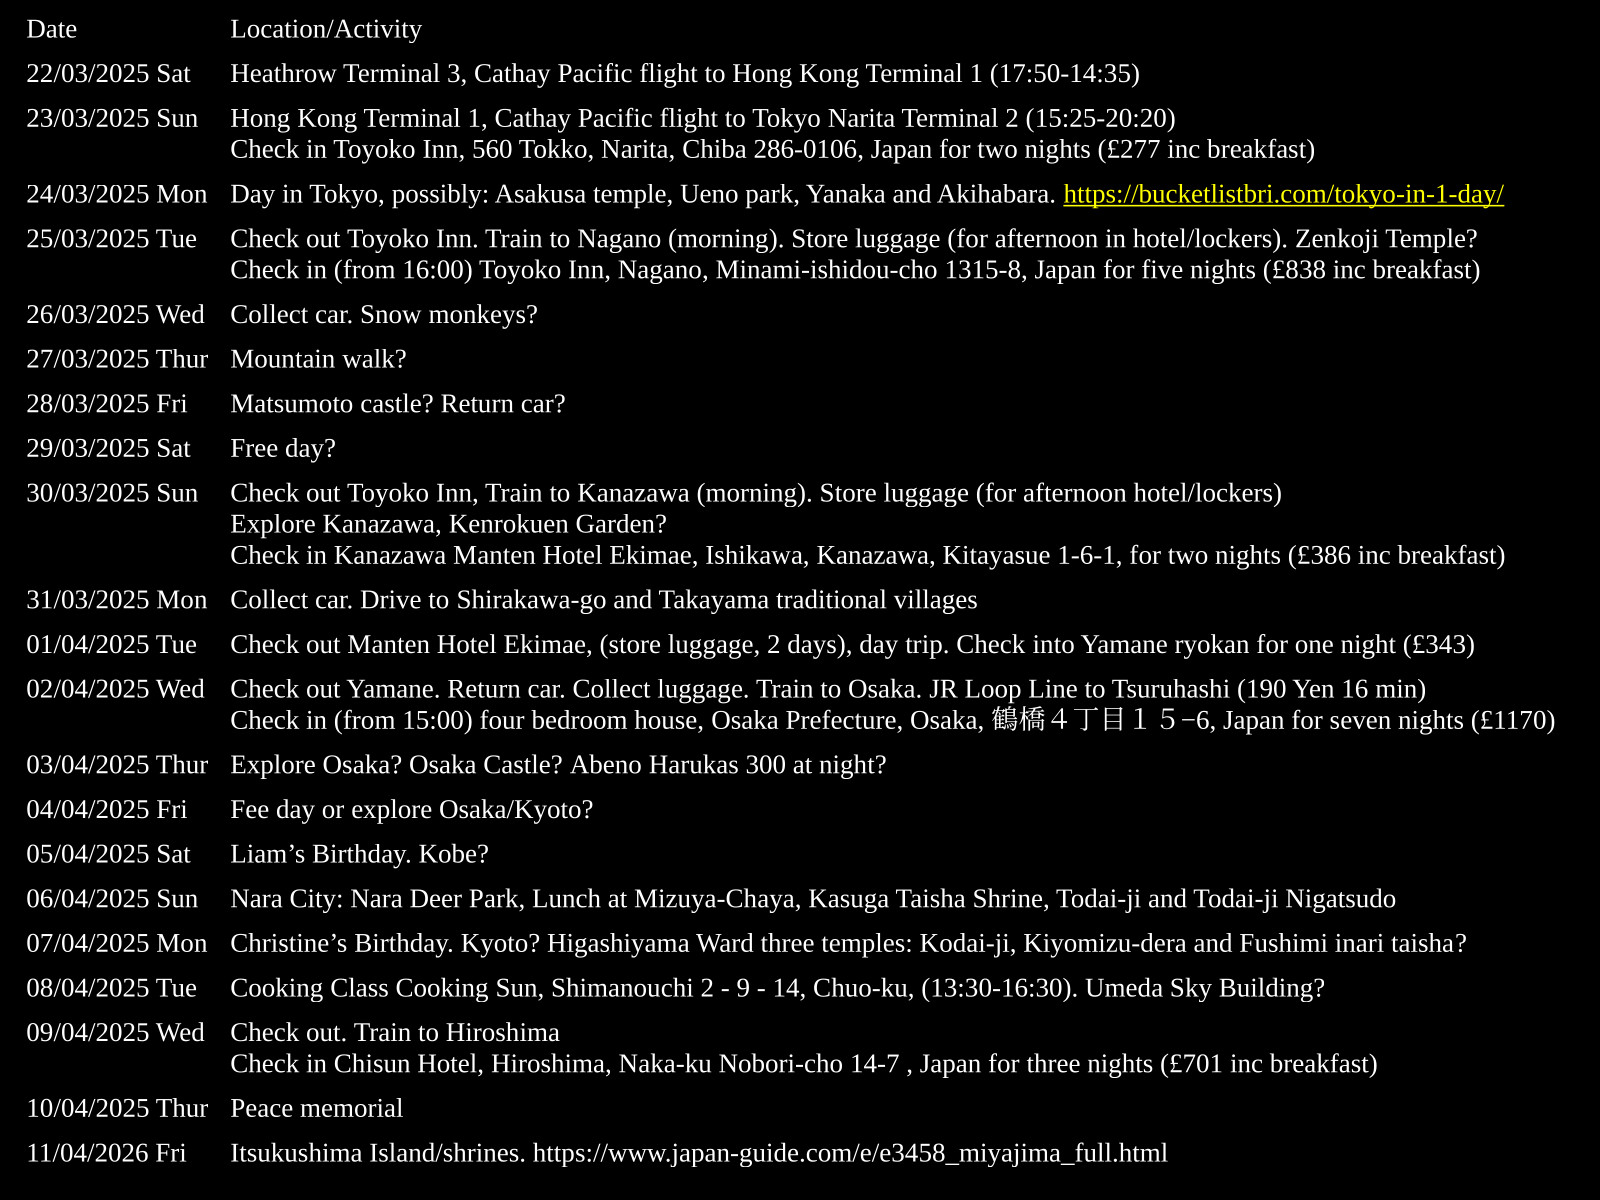 Date Location/Activity
22/03/2025 Sat Heathrow Terminal 3, Cathay Pacific flight to Hong Kong Terminal 1 (17:50-14:35)
23/03/2025 Sun Hong Kong Terminal 1, Cathay Pacific flight to Tokyo Narita Terminal 2 (15:25-20:20)
Check in Toyoko Inn, 560 Tokko, Narita, Chiba 286-0106, Japan for two nights (£277 inc breakfast)
24/03/2025 Mon Day in Tokyo, possibly: Asakusa temple, Ueno park, Yanaka and Akihabara. https://bucketlistbri.com/tokyo-in-1-day/
25/03/2025 Tue Check out Toyoko Inn. Train to Nagano (morning). Store luggage (for afternoon in hotel/lockers). Zenkoji Temple?
Check in (from 16:00) Toyoko Inn, Nagano, Minami-ishidou-cho 1315-8, Japan for five nights (£838 inc breakfast)
26/03/2025 Wed Collect car. Snow monkeys?
27/03/2025 Thur Mountain walk?
28/03/2025 Fri Matsumoto castle? Return car?
29/03/2025 Sat Free day?
30/03/2025 Sun Check out Toyoko Inn, Train to Kanazawa (morning). Store luggage (for afternoon hotel/lockers)
Explore Kanazawa, Kenrokuen Garden?
Check in Kanazawa Manten Hotel Ekimae, Ishikawa, Kanazawa, Kitayasue 1-6-1, for two nights (£386 inc breakfast)
31/03/2025 Mon Collect car. Drive to Shirakawa-go and Takayama traditional villages
01/04/2025 Tue Check out Manten Hotel Ekimae, (store luggage, 2 days), day trip. Check into Yamane ryokan for one night (£343)
02/04/2025 Wed Check out Yamane. Return car. Collect luggage. Train to Osaka. JR Loop Line to Tsuruhashi (190 Yen 16 min)
Check in (from 15:00) four bedroom house, Osaka Prefecture, Osaka, 鶴橋４丁目１５−6, Japan for seven nights (£1170)
03/04/2025 Thur Explore Osaka? Osaka Castle? Abeno Harukas 300 at night?
04/04/2025 Fri Fee day or explore Osaka/Kyoto?
05/04/2025 Sat Liam’s Birthday. Kobe?
06/04/2025 Sun Nara City: Nara Deer Park, Lunch at Mizuya-Chaya, Kasuga Taisha Shrine, Todai-ji and Todai-ji Nigatsudo
07/04/2025 Mon Christine’s Birthday. Kyoto? Higashiyama Ward three temples: Kodai-ji, Kiyomizu-dera and Fushimi inari taisha?
08/04/2025 Tue Cooking Class Cooking Sun, Shimanouchi 2 - 9 - 14, Chuo-ku, (13:30-16:30). Umeda Sky Building?
09/04/2025 Wed Check out. Train to Hiroshima
Check in Chisun Hotel, Hiroshima, Naka-ku Nobori-cho 14-7 , Japan for three nights (£701 inc breakfast)
10/04/2025 Thur Peace memorial
11/04/2026 Fri Itsukushima Island/shrines. https://www.japan-guide.com/e/e3458_miyajima_full.html